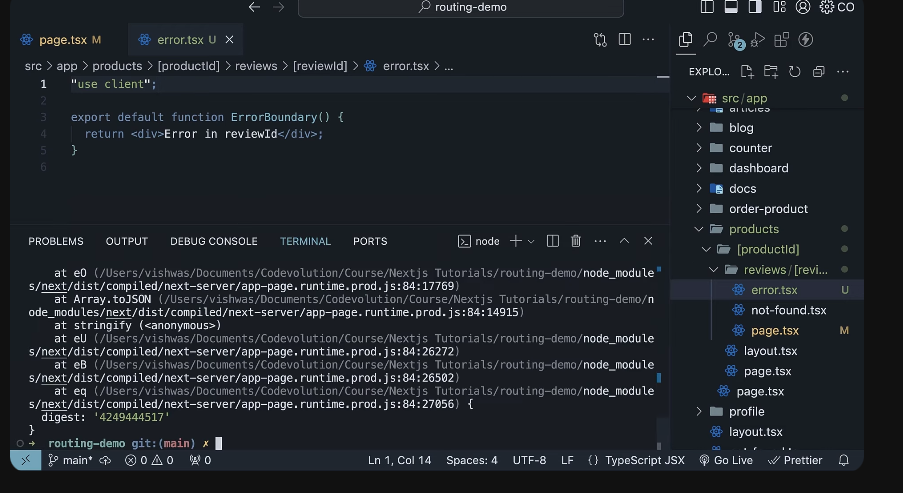 routing-demo
CO
page.tsx M
error.tsx U
src > app > products > [productId] > reviews > [reviewId] > error.tsx > ...
1 "use client";
2
3 export default function ErrorBoundary() {
4 return <div>Error in reviewId</div>;
5 }
6
PROBLEMS OUTPUT DEBUG CONSOLE TERMINAL PORTS
node
at eO (/Users/vishwas/Documents/Codevolution/Course/Nextjs Tutorials/routing-demo/node_module
s/next/dist/compiled/next-server/app-page.runtime.prod.js:84:17769)
at Array.toJSON (/Users/vishwas/Documents/Codevolution/Course/Nextjs Tutorials/routing-demo/n
ode_modules/next/dist/compiled/next-server/app-page.runtime.prod.js:84:14915)
at stringify (<anonymous>)
at eU (/Users/vishwas/Documents/Codevolution/Course/Nextjs Tutorials/routing-demo/node_module
s/next/dist/compiled/next-server/app-page.runtime.prod.js:84:26272)
at eB (/Users/vishwas/Documents/Codevolution/Course/Nextjs Tutorials/routing-demo/node_module
s/next/dist/compiled/next-server/app-page.runtime.prod.js:84:26502)
at eq (/Users/vishwas/Documents/Codevolution/Course/Nextjs Tutorials/routing-demo/node_module
s/next/dist/compiled/next-server/app-page.runtime.prod.js:84:27056) {
digest: '4249444517'
}
routing-demo git:(main) ✗
2
EXPLO...
src/app
articles
blog
counter
dashboard
docs
order-product
products
[productId]
reviews/[revi...
error.tsx U
not-found.tsx
page.tsx M
layout.tsx
page.tsx
page.tsx
profile
layout.tsx
main* 0 0 0 Ln 1, Col 14 Spaces: 4 UTF-8 LF {} TypeScript JSX Go Live Prettier